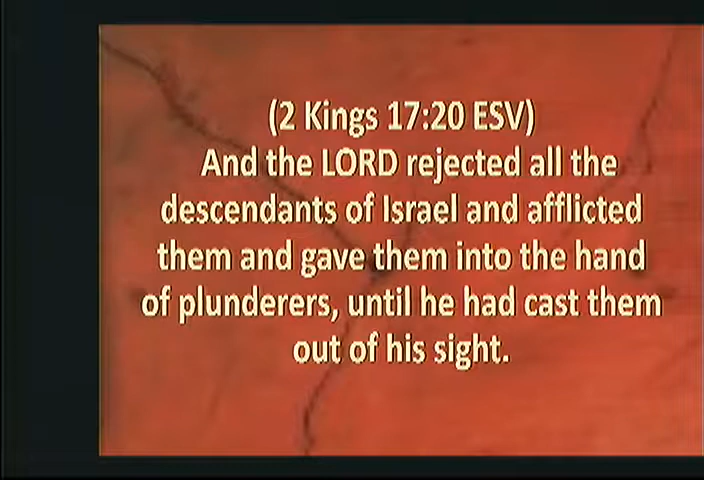 (2 Kings 17:20 ESV)
And the LORD rejected all the
descendants of Israel and afflicted
them and gave them into the hand
of plunderers, until he had cast them
out of his sight.